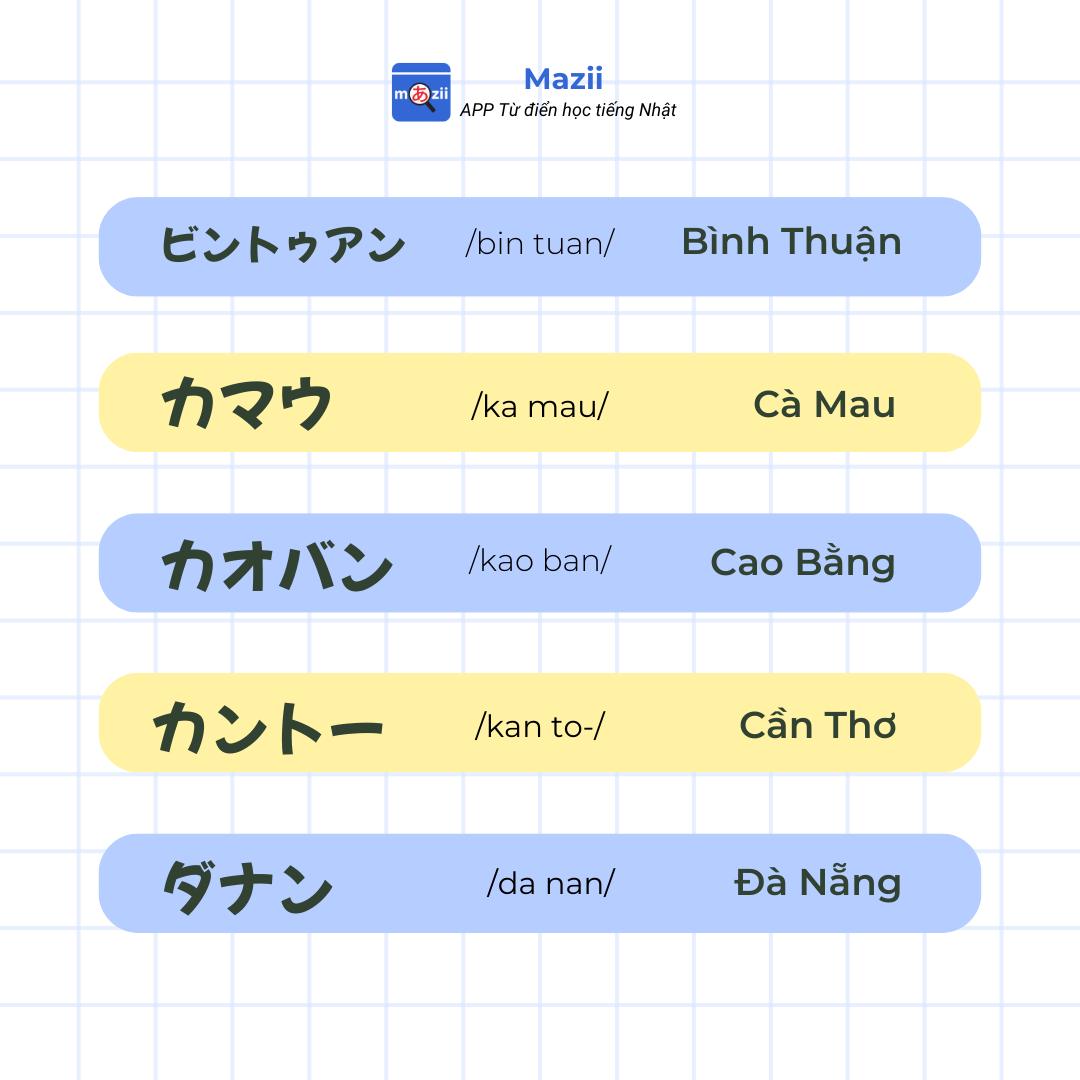 mあzii
Mazii
APP Từ điển học tiếng Nhật
ビントゥアン /bin tuan/ Bình Thuận
カマウ /ka mau/ Cà Mau
カオバン /kao ban/ Cao Bằng
カントー /kan to-/ Cần Thơ
ダナン /da nan/ Đà Nẵng